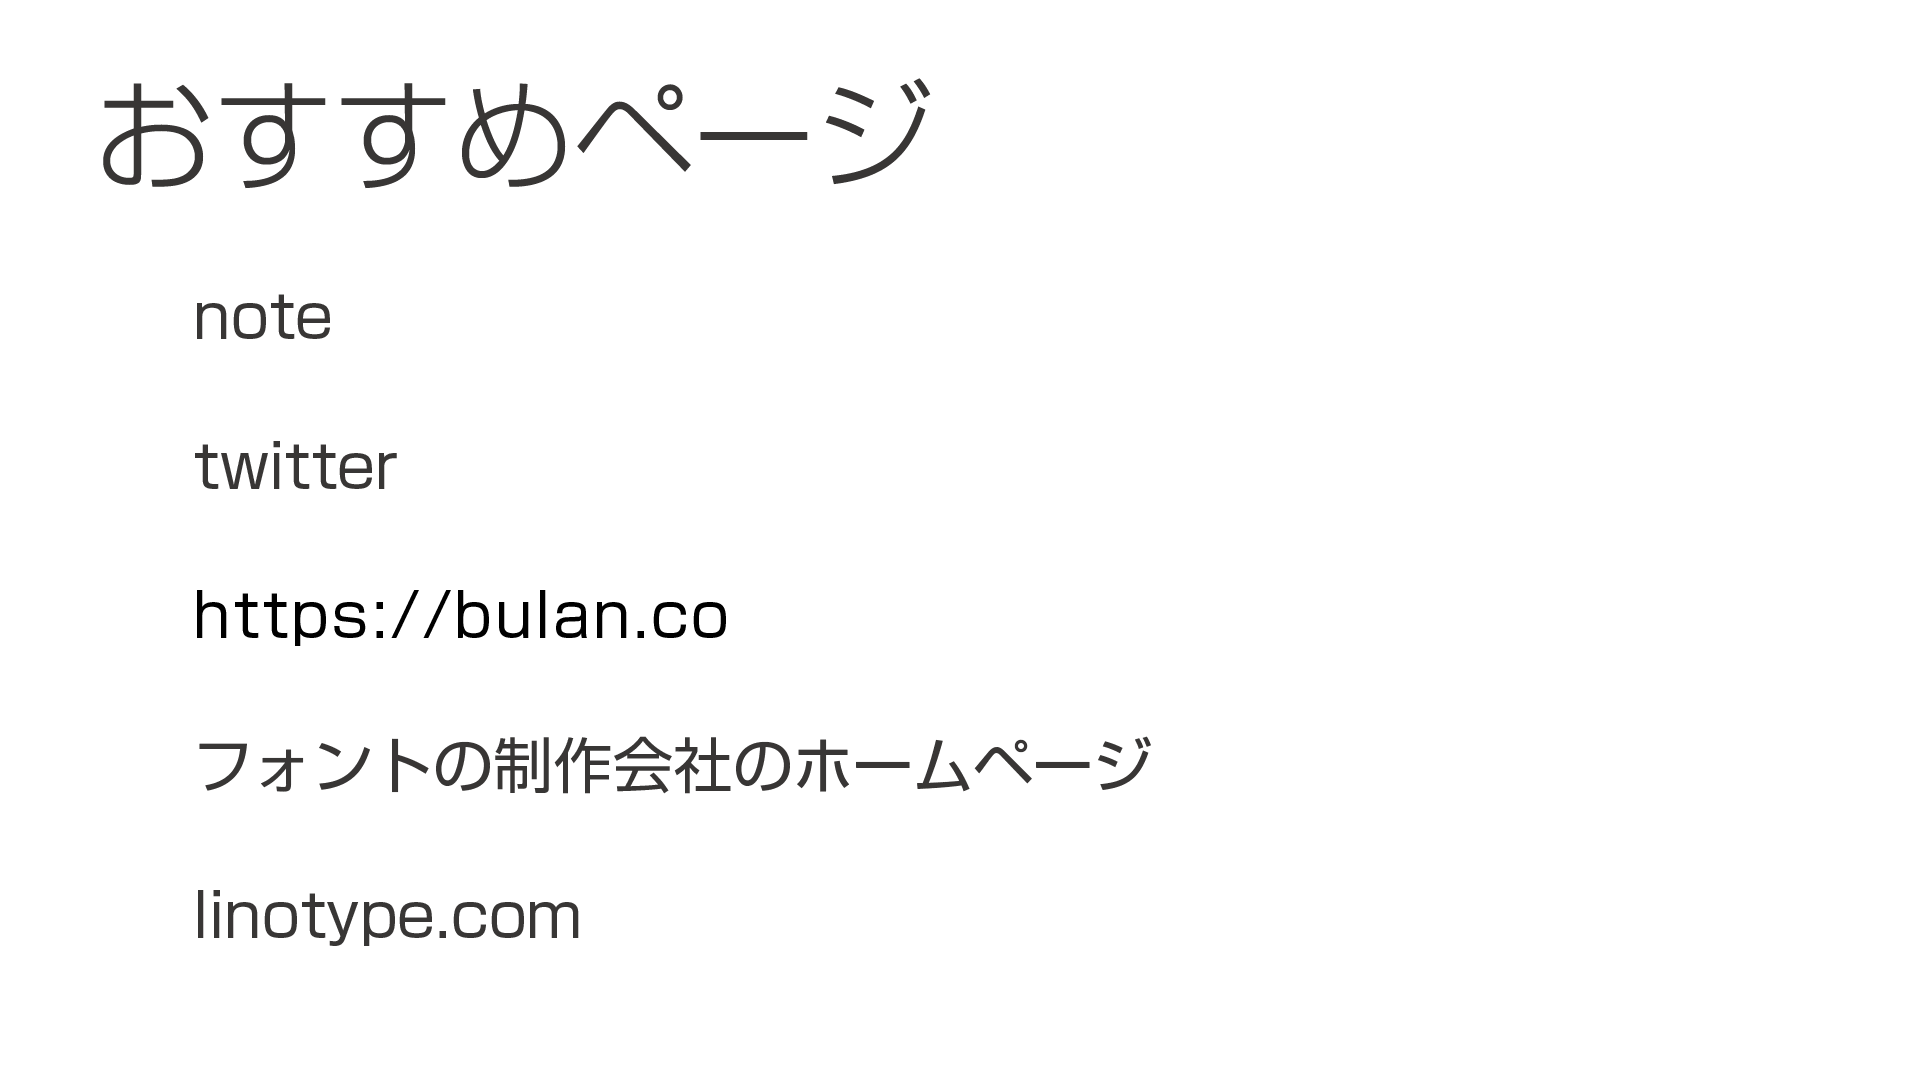 おすすめページ
note
twitter
https://bulan.co
フォントの制作会社のホームページ
linotype.com